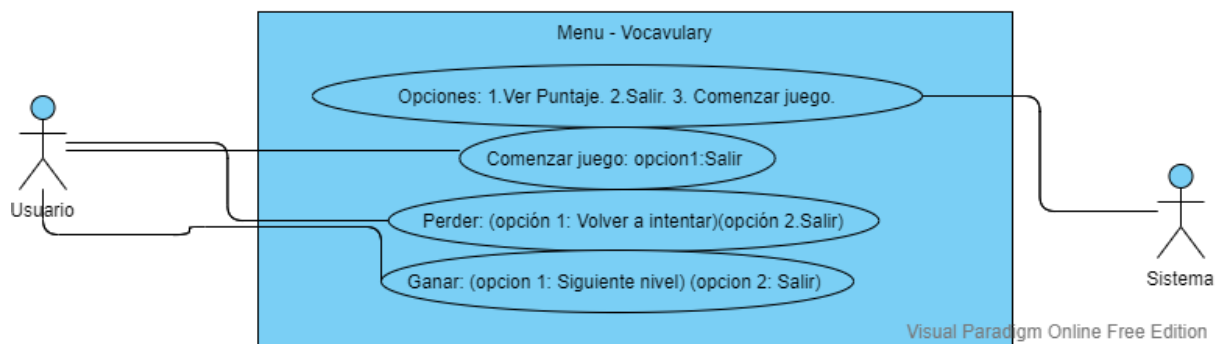 Menu - Vocavulary
Opciones: 1.Ver Puntaje. 2.Salir. 3. Comenzar juego.
Comenzar juego: opcion1:Salir
Usuario
Perder: (opción 1: Volver a intentar)(opción 2.Salir)
Ganar: (opcion 1: Siguiente nivel) (opcion 2: Salir)
Sistema
Visual Paradigm Online Free Edition